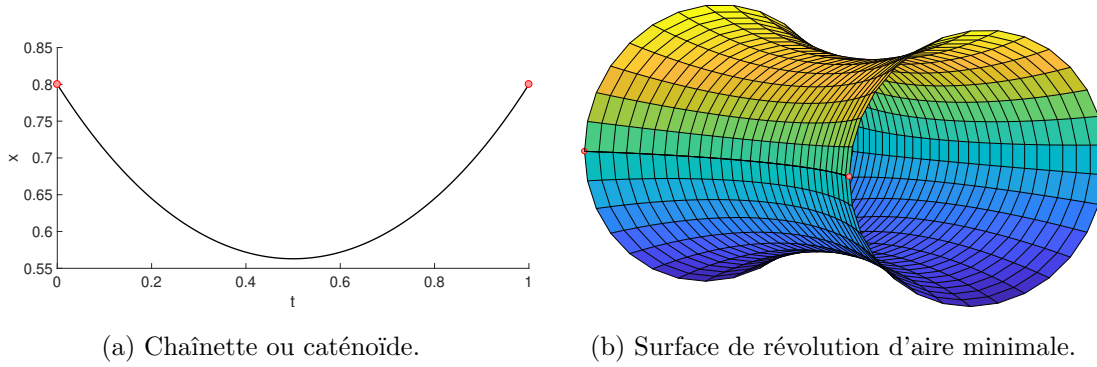 0.85
0.8
0.75
0.7
0.65
0.6
0.55
x
0 0.2 0.4 0.6 0.8 1
t
(a) Chaînette ou caténoïde.
(b) Surface de révolution d'aire minimale.